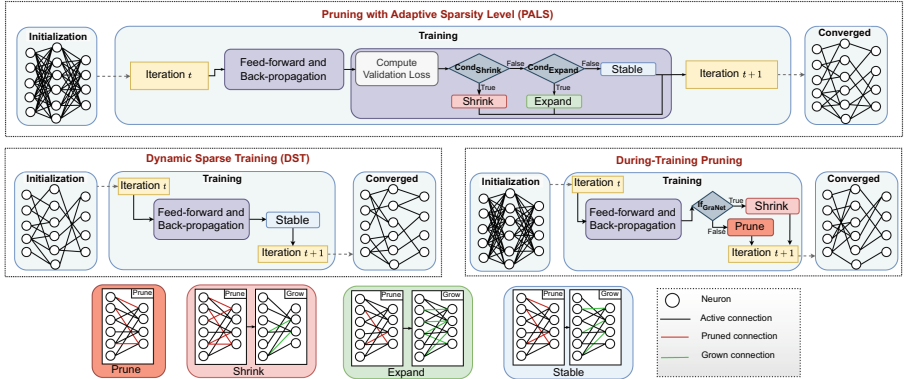 Pruning with Adaptive Sparsity Level (PALS)
Initialization
Training
Converged
Iteration t
Feed-forward and
Back-propagation
Compute
Validation Loss
Cond_Shrink
False
Cond_Expand
False
Stable
True
True
Shrink
Expand
Iteration t + 1
Dynamic Sparse Training (DST)
Initialization
Training
Converged
Iteration t
Feed-forward and
Back-propagation
Stable
Iteration t + 1
During-Training Pruning
Initialization
Training
Converged
Iteration t
Feed-forward and
Back-propagation
If_GraNet
True
Shrink
False
Prune
Iteration t + 1
Prune
Prune
Prune
Grow
Shrink
Prune
Grow
Expand
Prune
Grow
Stable
Neuron
Active connection
Pruned connection
Grown connection